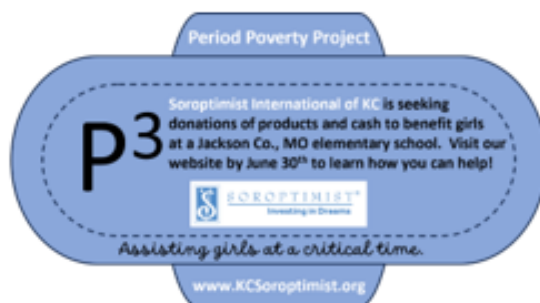 Period Poverty Project
P3
Soroptimist International of KC is seeking
donations of products and cash to benefit girls
at a Jackson Co., MO elementary school.  Visit our
website by June 30th to learn how you can help!
S SOROPTIMIST®
Investing in Dreams
Assisting girls at a critical time.
www.KCSoroptimist.org